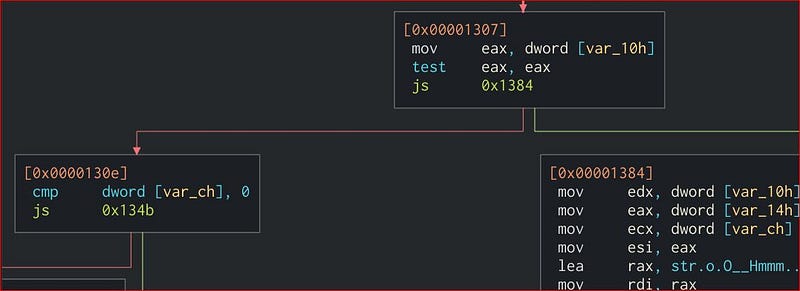 [0x00001307]
mov eax, dword [var_10h]
test eax, eax
js 0x1384
[0x0000130e]
cmp dword [var_ch], 0
js 0x134b
[0x00001384]
mov edx, dword [var_10h]
mov eax, dword [var_14h]
mov ecx, dword [var_ch]
mov esi, eax
lea rax, str.o.O__Hmmm..
mov rdi, rax